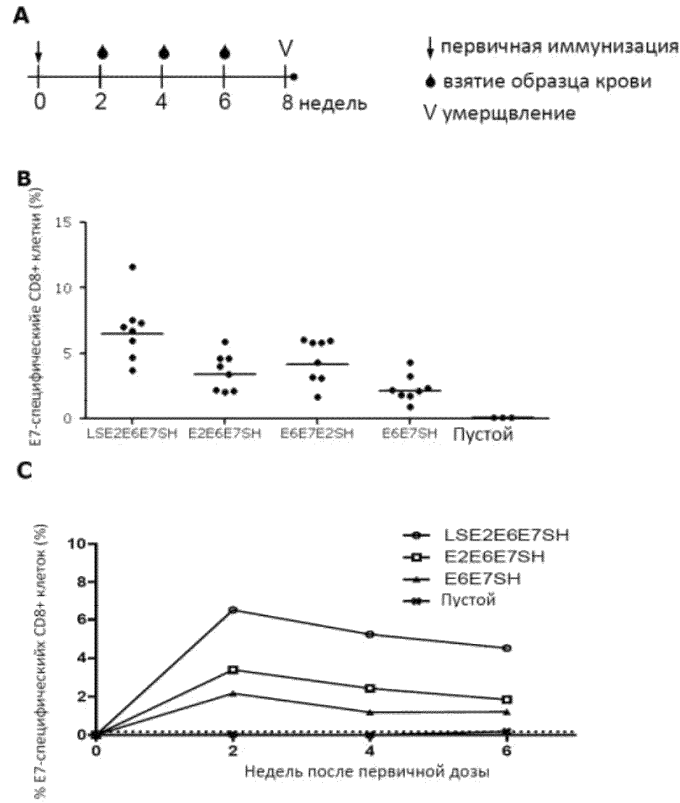 A
V
0 2 4 6 8 недель
первичная иммунизация
взятие образца крови
V умерщвление
B
E7-специфическийе CD8+ клетки (%)
15
10
5
0
LSE2E6E7SH E2E6E7SH E6E7E2SH E6E7SH Пустой
C
% E7-специфическийх CD8+ клеток (%)
10
8
6
4
2
0
LSE2E6E7SH
E2E6E7SH
E6E7SH
Пустой
0 2 4 6
Недель после первичной дозы